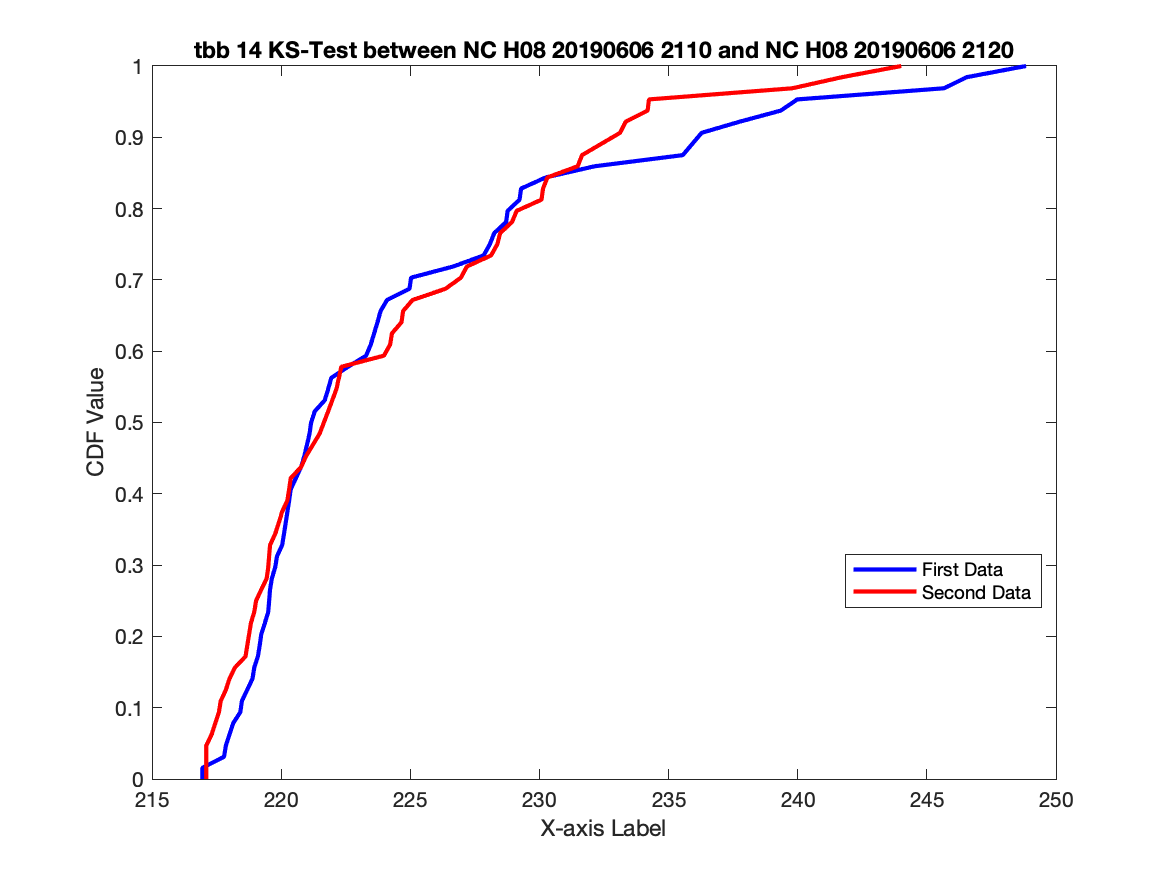 tbb 14 KS-Test between NC H08 20190606 2110 and NC H08 20190606 2120
1
0.9
0.8
0.7
0.6
0.5
0.4
0.3
0.2
0.1
0
CDF Value
First Data
Second Data
215 220 225 230 235 240 245 250
X-axis Label